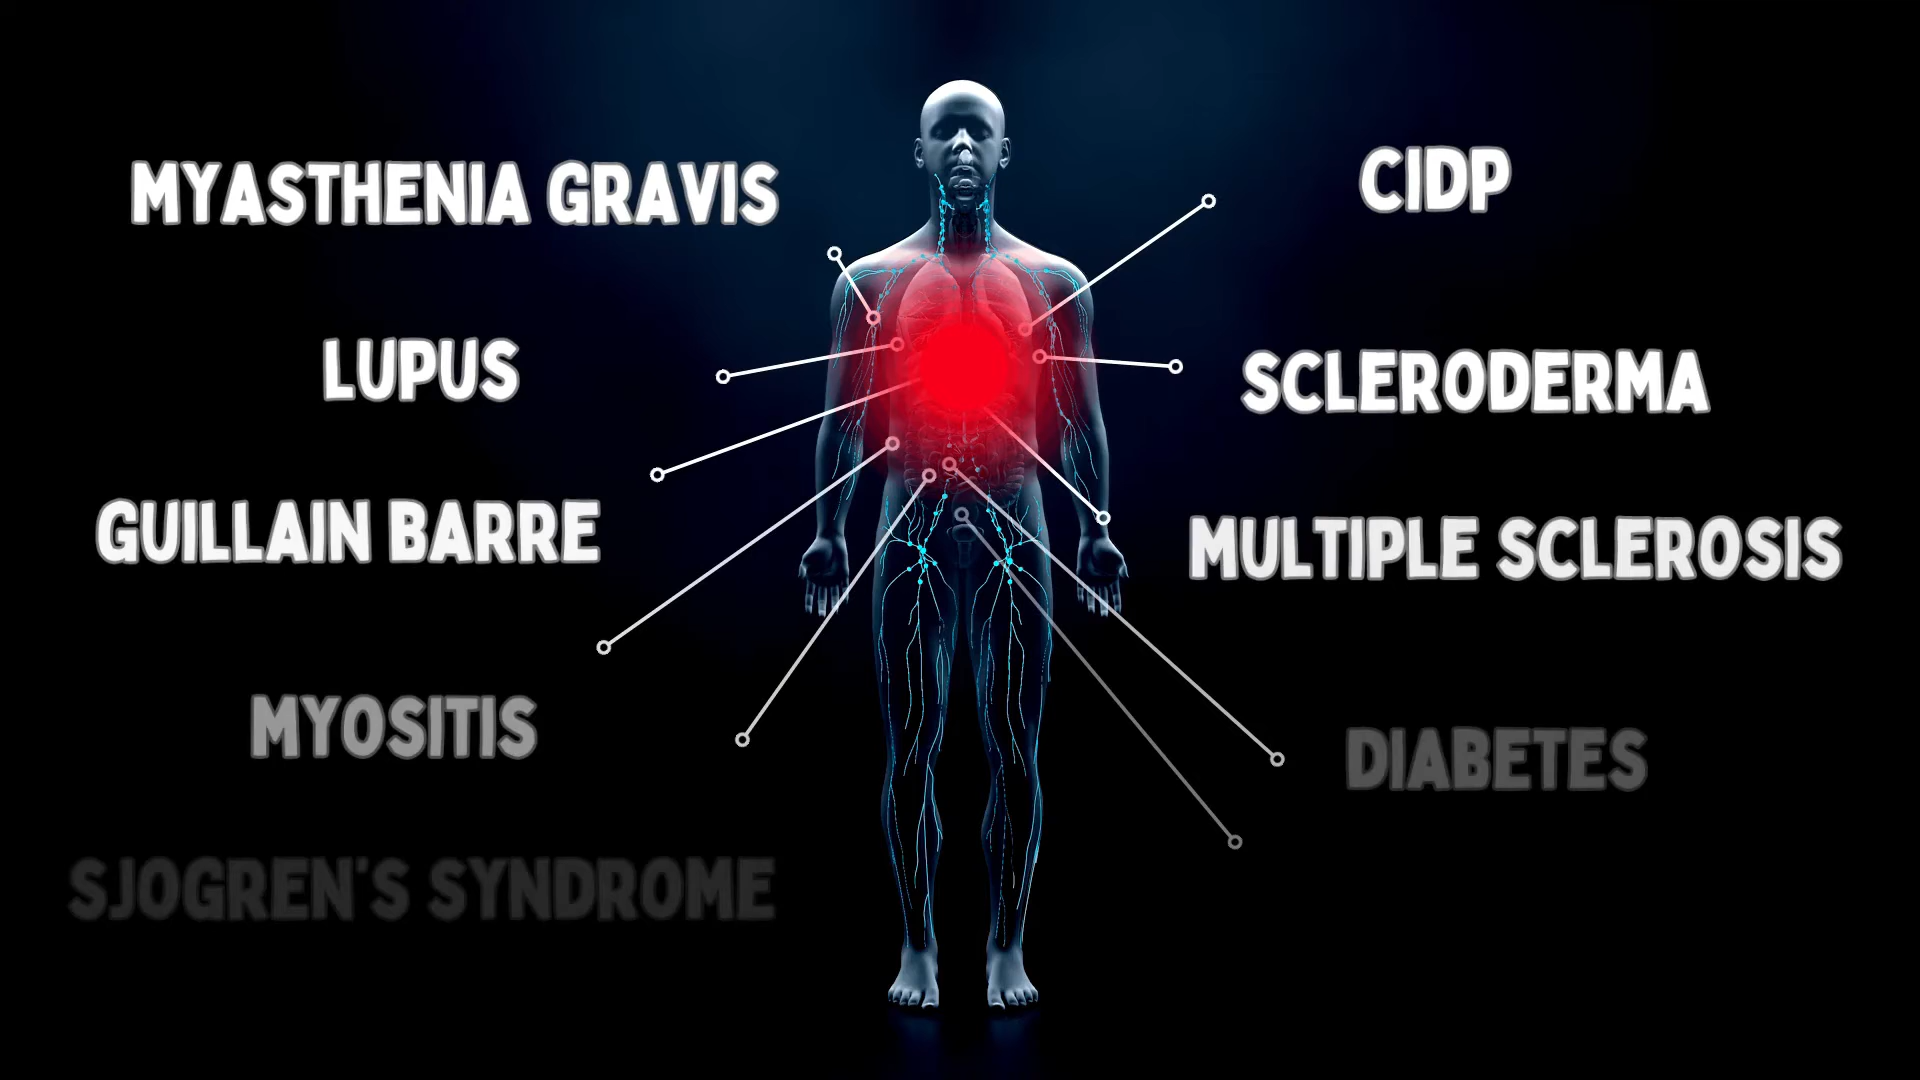 MYASTHENIA GRAVIS
LUPUS
GUILLAIN BARRE
MYOSITIS
SJOGREN'S SYNDROME
CIDP
SCLERODERMA
MULTIPLE SCLEROSIS
DIABETES